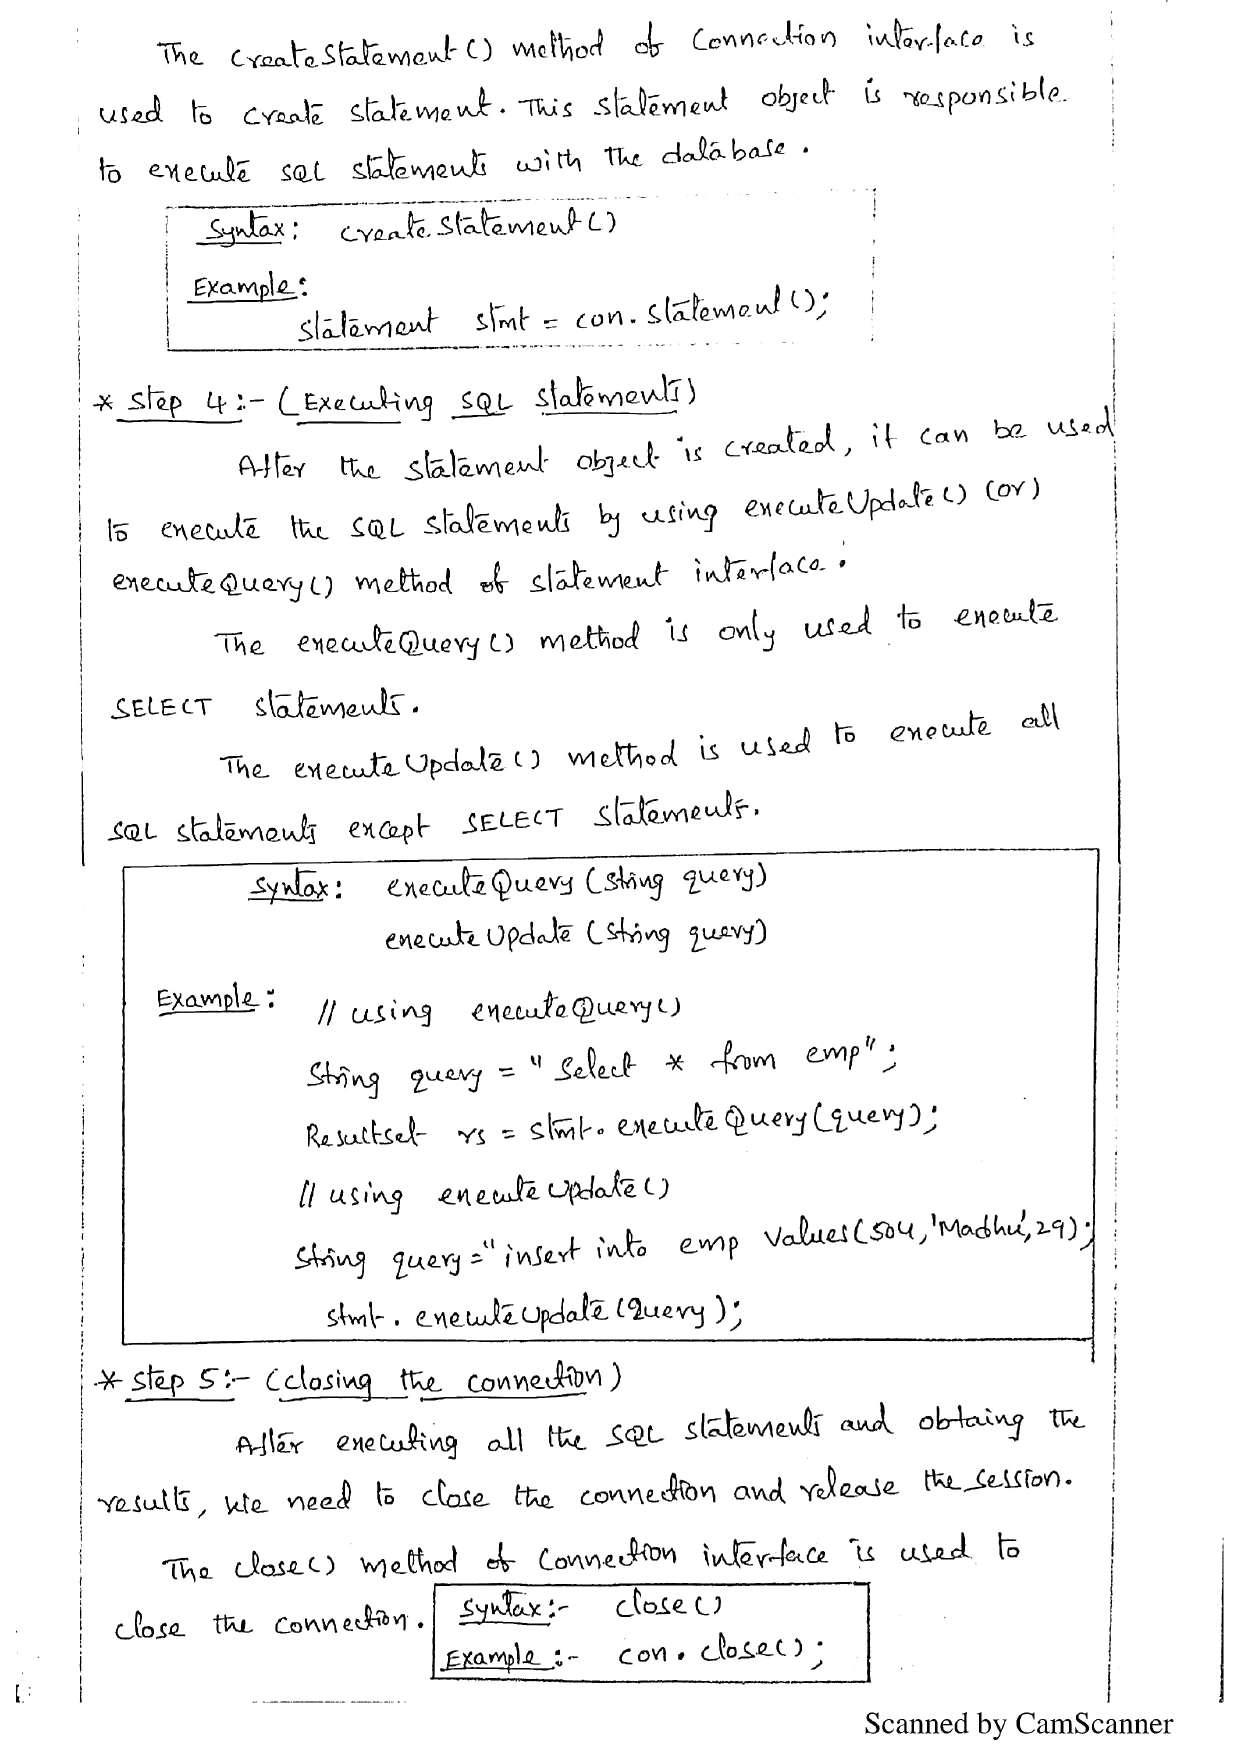 The createStatement() method of Connection interface is
used to create statement. This statement object is responsible.
to execute SQL statements with the database.
Syntax: createStatement()
Example:
Statement stmt = con.statement();
* Step 4:- (Executing SQL Statements)
After the statement object is created, it can be used
to execute the SQL statements by using executeUpdate() (or)
executeQuery() method of statement interface.
The executeQuery() method is only used to execute
SELECT statements.
The executeUpdate() method is used to execute all
SQL statements except SELECT statements.
Syntax: executeQuery (String query)
executeUpdate (String query)
Example: // using executeQuery()
String query = " Select * from emp";
Resultset rs = stmt.executeQuery(query);
// using executeUpdate()
String query="insert into emp values(504,'Madhu',29);
stmt.executeUpdate(query);
* Step 5:- (closing the connection)
After executing all the SQL statements and obtaing the
results, we need to close the connection and release the session.
The close() method of Connection interface is used to
close the connection.
Syntax:- close()
Example:- con.close();
Scanned by CamScanner